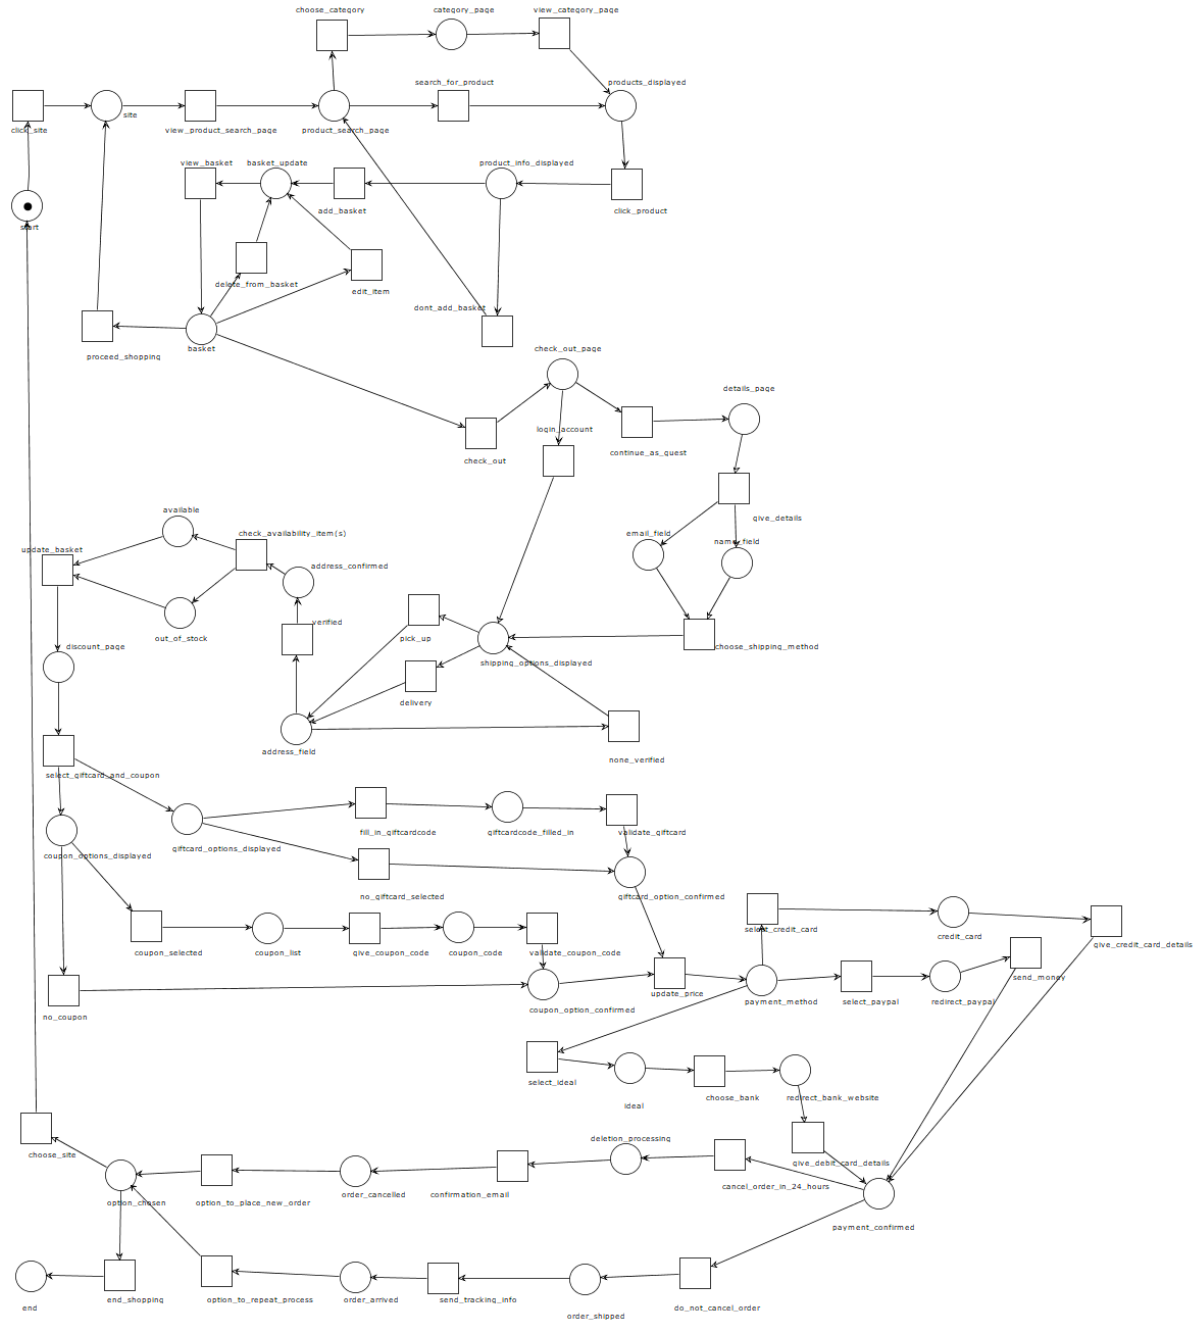 choose_category
category_page
view_category_page
search_for_product
products_displayed
click_site
site
view_product_search_page
product_search_page
view_basket
basket_update
product_info_displayed
add_basket
click_product
start
delete_from_basket
edit_item
dont_add_basket
proceed_shopping
basket
check_out_page
details_page
login_account
continue_as_quest
check_out
available
give_details
check_availability_item(s)
email_field
name_field
update_basket
address_confirmed
verified
out_of_stock
pick_up
discount_page
choose_shipping_method
shipping_options_displayed
delivery
address_field
none_verified
select_giftcard_and_coupon
fill_in_giftcardcode
giftcardcode_filled_in
validate_giftcard
coupon_options_displayed
giftcard_options_displayed
no_giftcard_selected
giftcard_option_confirmed
select_credit_card
credit_card
give_credit_card_details
coupon_selected
coupon_list
give_coupon_code
coupon_code
validate_coupon_code
send_money
update_price
payment_method
select_paypal
redirect_paypal
no_coupon
coupon_option_confirmed
select_ideal
ideal
choose_bank
redirect_bank_website
deletion_processing
choose_site
give_debit_card_details
cancel_order_in_24_hours
option_chosen
option_to_place_new_order
order_cancelled
confirmation_email
payment_confirmed
end
end_shopping
option_to_repeat_process
order_arrived
send_tracking_info
order_shipped
do_not_cancel_order